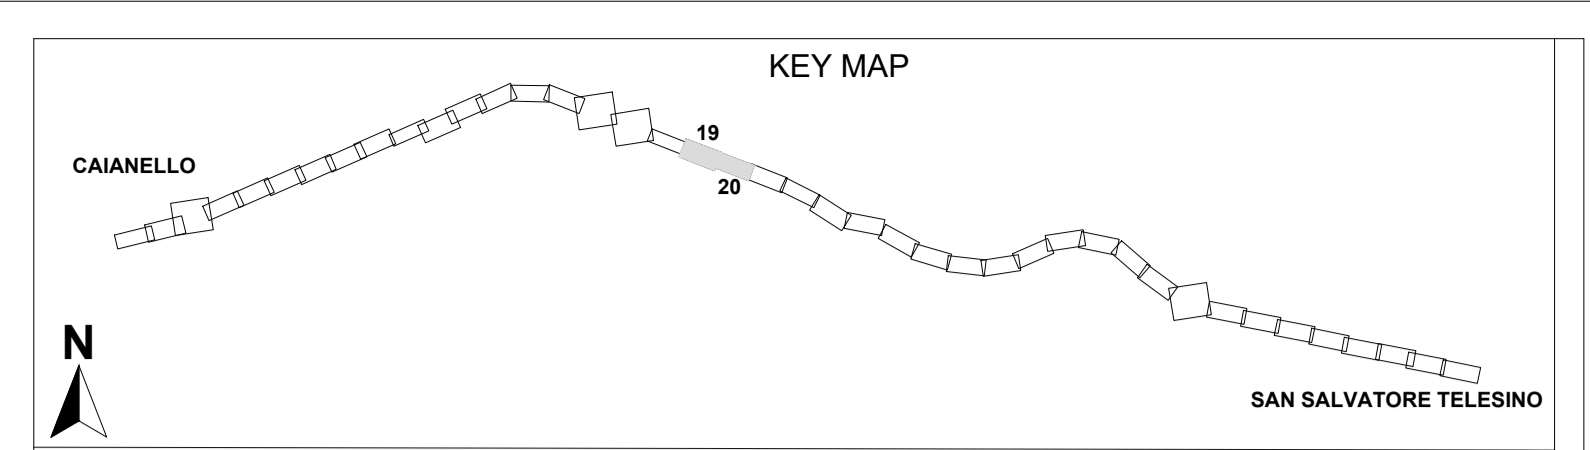 KEY MAP
19
CAIANELLO
20
N
SAN SALVATORE TELESINO